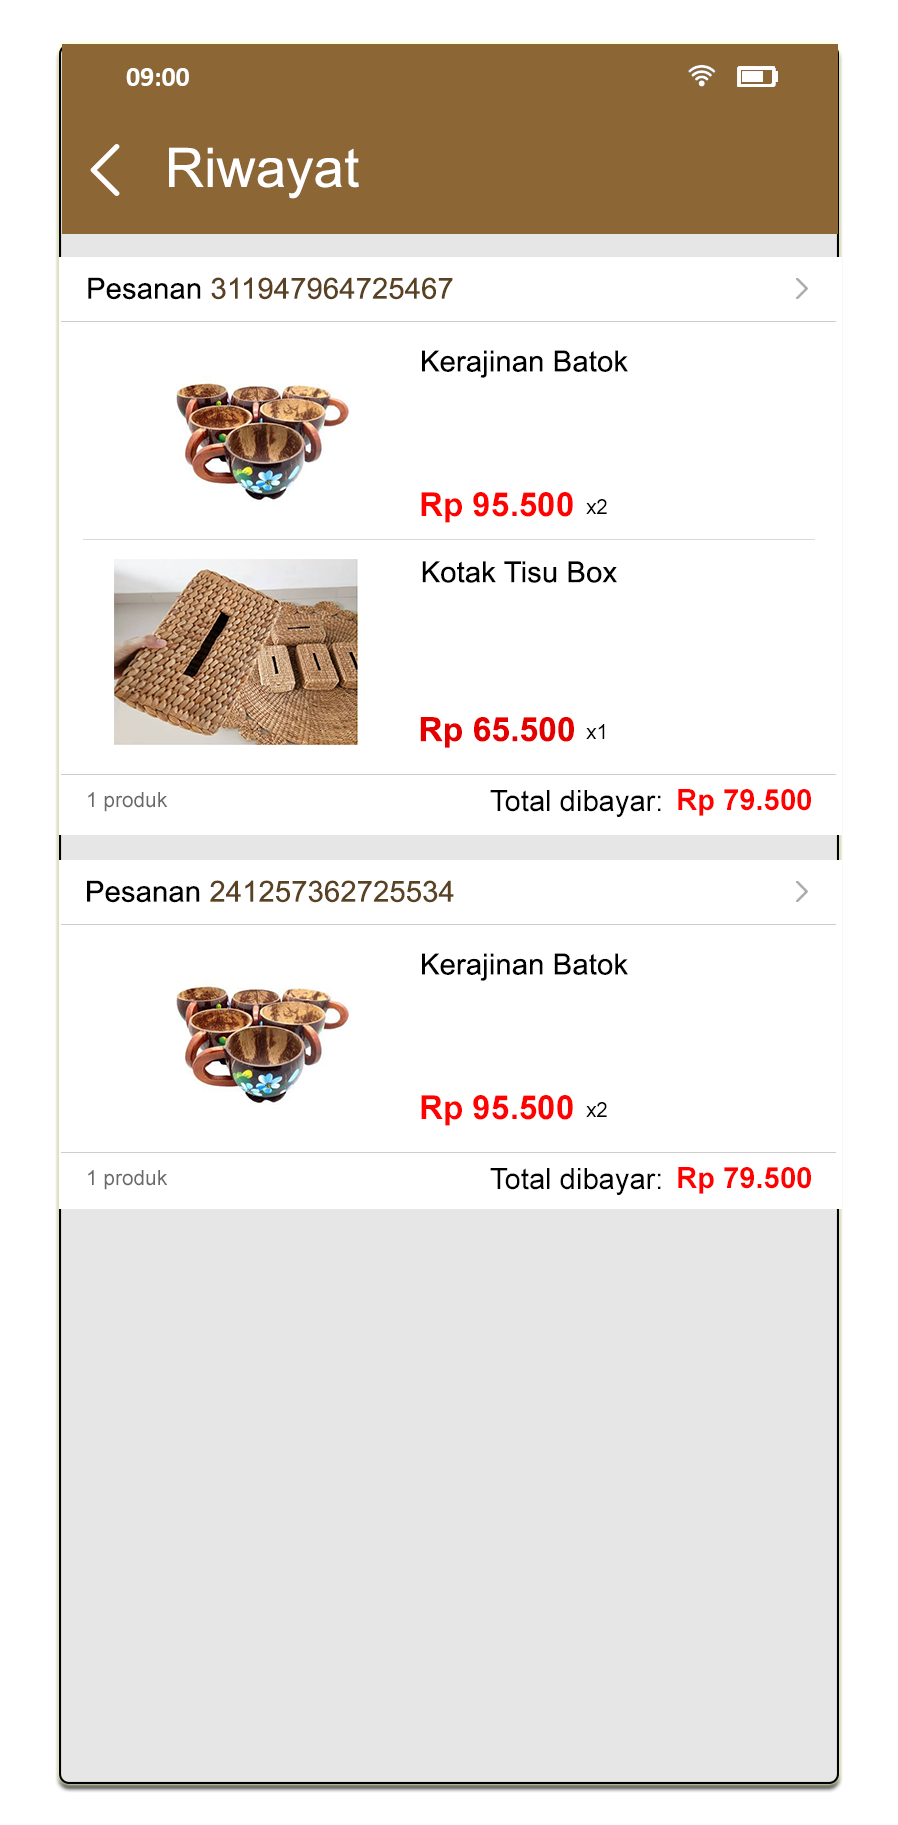 09:00
Riwayat
Pesanan 311947964725467
Kerajinan Batok
Rp 95.500 x2
Kotak Tisu Box
Rp 65.500 x1
1 produk Total dibayar: Rp 79.500
Pesanan 241257362725534
Kerajinan Batok
Rp 95.500 x2
1 produk Total dibayar: Rp 79.500